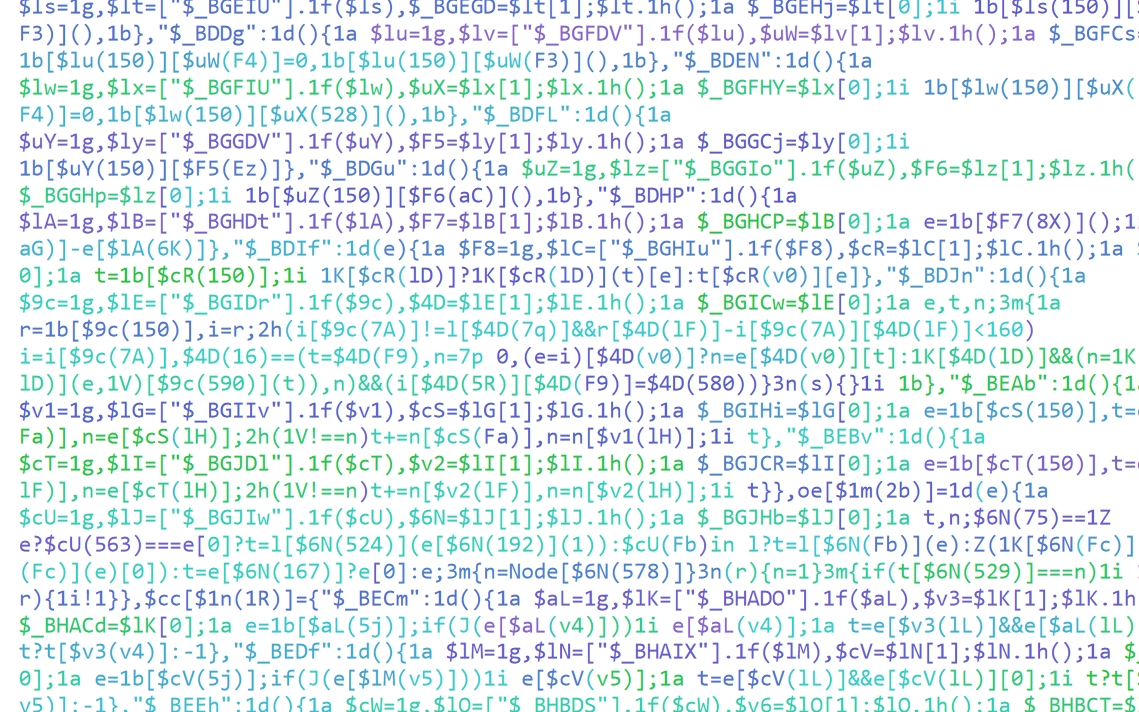 $ls=1g,$lt=["$_BGEIU"].1f($ls),$_BGEGD=$lt[1];$lt.1h();1a $_BGEHj=$lt[0];1i 1b[$ls(150)][
F3)](),1b},"$_BDDg":1d(){1a $lu=1g,$lv=["$_BGFDV"].1f($lu),$uW=$lv[1];$lv.1h();1a $_BGFCs=
1b[$lu(150)][$uW(F4)]=0,1b[$lu(150)][$uW(F3)](),1b},"$_BDEN":1d(){1a
$lw=1g,$lx=["$_BGFIU"].1f($lw),$uX=$lx[1];$lx.1h();1a $_BGFHY=$lx[0];1i 1b[$lw(150)][$uX(
F4)]=0,1b[$lw(150)][$uX(528)](),1b},"$_BDFL":1d(){1a
$uY=1g,$ly=["$_BGGDV"].1f($uY),$F5=$ly[1];$ly.1h();1a $_BGGCj=$ly[0];1i
1b[$uY(150)][$F5(Ez)]},"$_BDGu":1d(){1a $uZ=1g,$lz=["$_BGGIo"].1f($uZ),$F6=$lz[1];$lz.1h(
$_BGGHp=$lz[0];1i 1b[$uZ(150)][$F6(aC)](),1b},"$_BDHP":1d(){1a
$lA=1g,$lB=["$_BGHDt"].1f($lA),$F7=$lB[1];$lB.1h();1a $_BGHCP=$lB[0];1a e=1b[$F7(8X)]();1
aG)]-e[$lA(6K)]},"$_BDIf":1d(e){1a $F8=1g,$lC=["$_BGHIu"].1f($F8),$cR=$lC[1];$lC.1h();1a
0];1a t=1b[$cR(150)];1i 1K[$cR(lD)]?1K[$cR(lD)](t)[e]:t[$cR(v0)][e]},"$_BDJn":1d(){1a
$9c=1g,$lE=["$_BGIDr"].1f($9c),$4D=$lE[1];$lE.1h();1a $_BGICw=$lE[0];1a e,t,n;3m{1a
r=1b[$9c(150)],i=r;2h(i[$9c(7A)]!=l[$4D(7q)]&&r[$4D(lF)]-i[$9c(7A)][$4D(lF)]<160)
i=i[$9c(7A)],$4D(16)==(t=$4D(F9),n=7p 0,(e=i)[$4D(v0)]?n=e[$4D(v0)][t]:1K[$4D(lD)]&&(n=1K
lD)](e,1V)[$9c(590)](t)),n)&&(i[$4D(5R)][$4D(F9)]=$4D(580))}3n(s){}1i 1b},"$_BEAb":1d(){1
$v1=1g,$lG=["$_BGIIv"].1f($v1),$cS=$lG[1];$lG.1h();1a $_BGIHi=$lG[0];1a e=1b[$cS(150)],t=
Fa)],n=e[$cS(lH)];2h(1V!==n)t+=n[$cS(Fa)],n=n[$v1(lH)];1i t},"$_BEBv":1d(){1a
$cT=1g,$lI=["$_BGJDl"].1f($cT),$v2=$lI[1];$lI.1h();1a $_BGJCR=$lI[0];1a e=1b[$cT(150)],t=
lF)],n=e[$cT(lH)];2h(1V!==n)t+=n[$v2(lF)],n=n[$v2(lH)];1i t}},oe[$1m(2b)]=1d(e){1a
$cU=1g,$lJ=["$_BGJIw"].1f($cU),$6N=$lJ[1];$lJ.1h();1a $_BGJHb=$lJ[0];1a t,n;$6N(75)==1Z
e?$cU(563)===e[0]?t=l[$6N(524)](e[$6N(192)](1)):$cU(Fb)in l?t=l[$6N(Fb)](e):Z(1K[$6N(Fc)]
(Fc)](e)[0]):t=e[$6N(167)]?e[0]:e;3m{n=Node[$6N(578)]}3n(r){n=1}3m{if(t[$6N(529)]===n)1i
r){1i!1}},$cc[$1n(1R)]={"$_BECm":1d(){1a $aL=1g,$lK=["$_BHADO"].1f($aL),$v3=$lK[1];$lK.1h
$_BHACd=$lK[0];1a e=1b[$aL(5j)];if(J(e[$aL(v4)]))1i e[$aL(v4)];1a t=e[$v3(lL)]&&e[$aL(lL)
t?t[$v3(v4)]:-1},"$_BEDf":1d(){1a $lM=1g,$lN=["$_BHAIX"].1f($lM),$cV=$lN[1];$lN.1h();1a $
0];1a e=1b[$cV(5j)];if(J(e[$lM(v5)]))1i e[$cV(v5)];1a t=e[$cV(lL)]&&e[$cV(lL)][0];1i t?t[
v5)]:-1},"$_BEEh":1d(){1a $cW=1g,$lO=["$_BHBDS"].1f($cW),$v6=$lO[1];$lO.1h();1a $_BHBCT=$